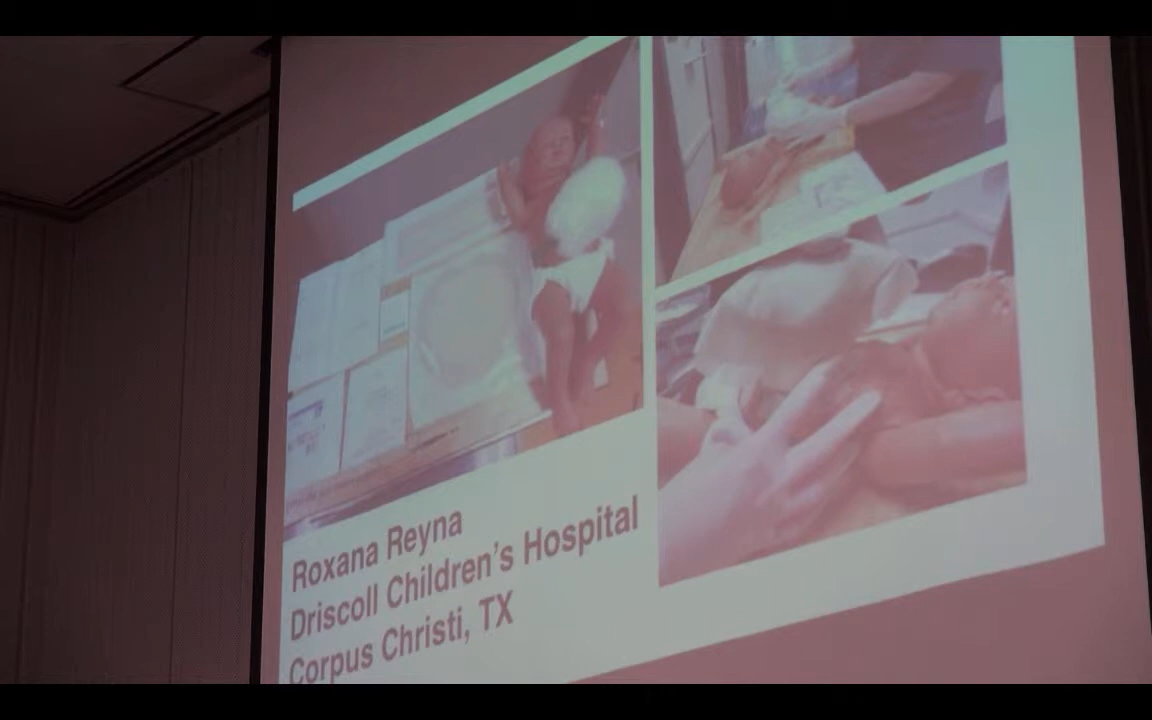 Roxana Reyna
Driscoll Children's Hospital
Corpus Christi, TX